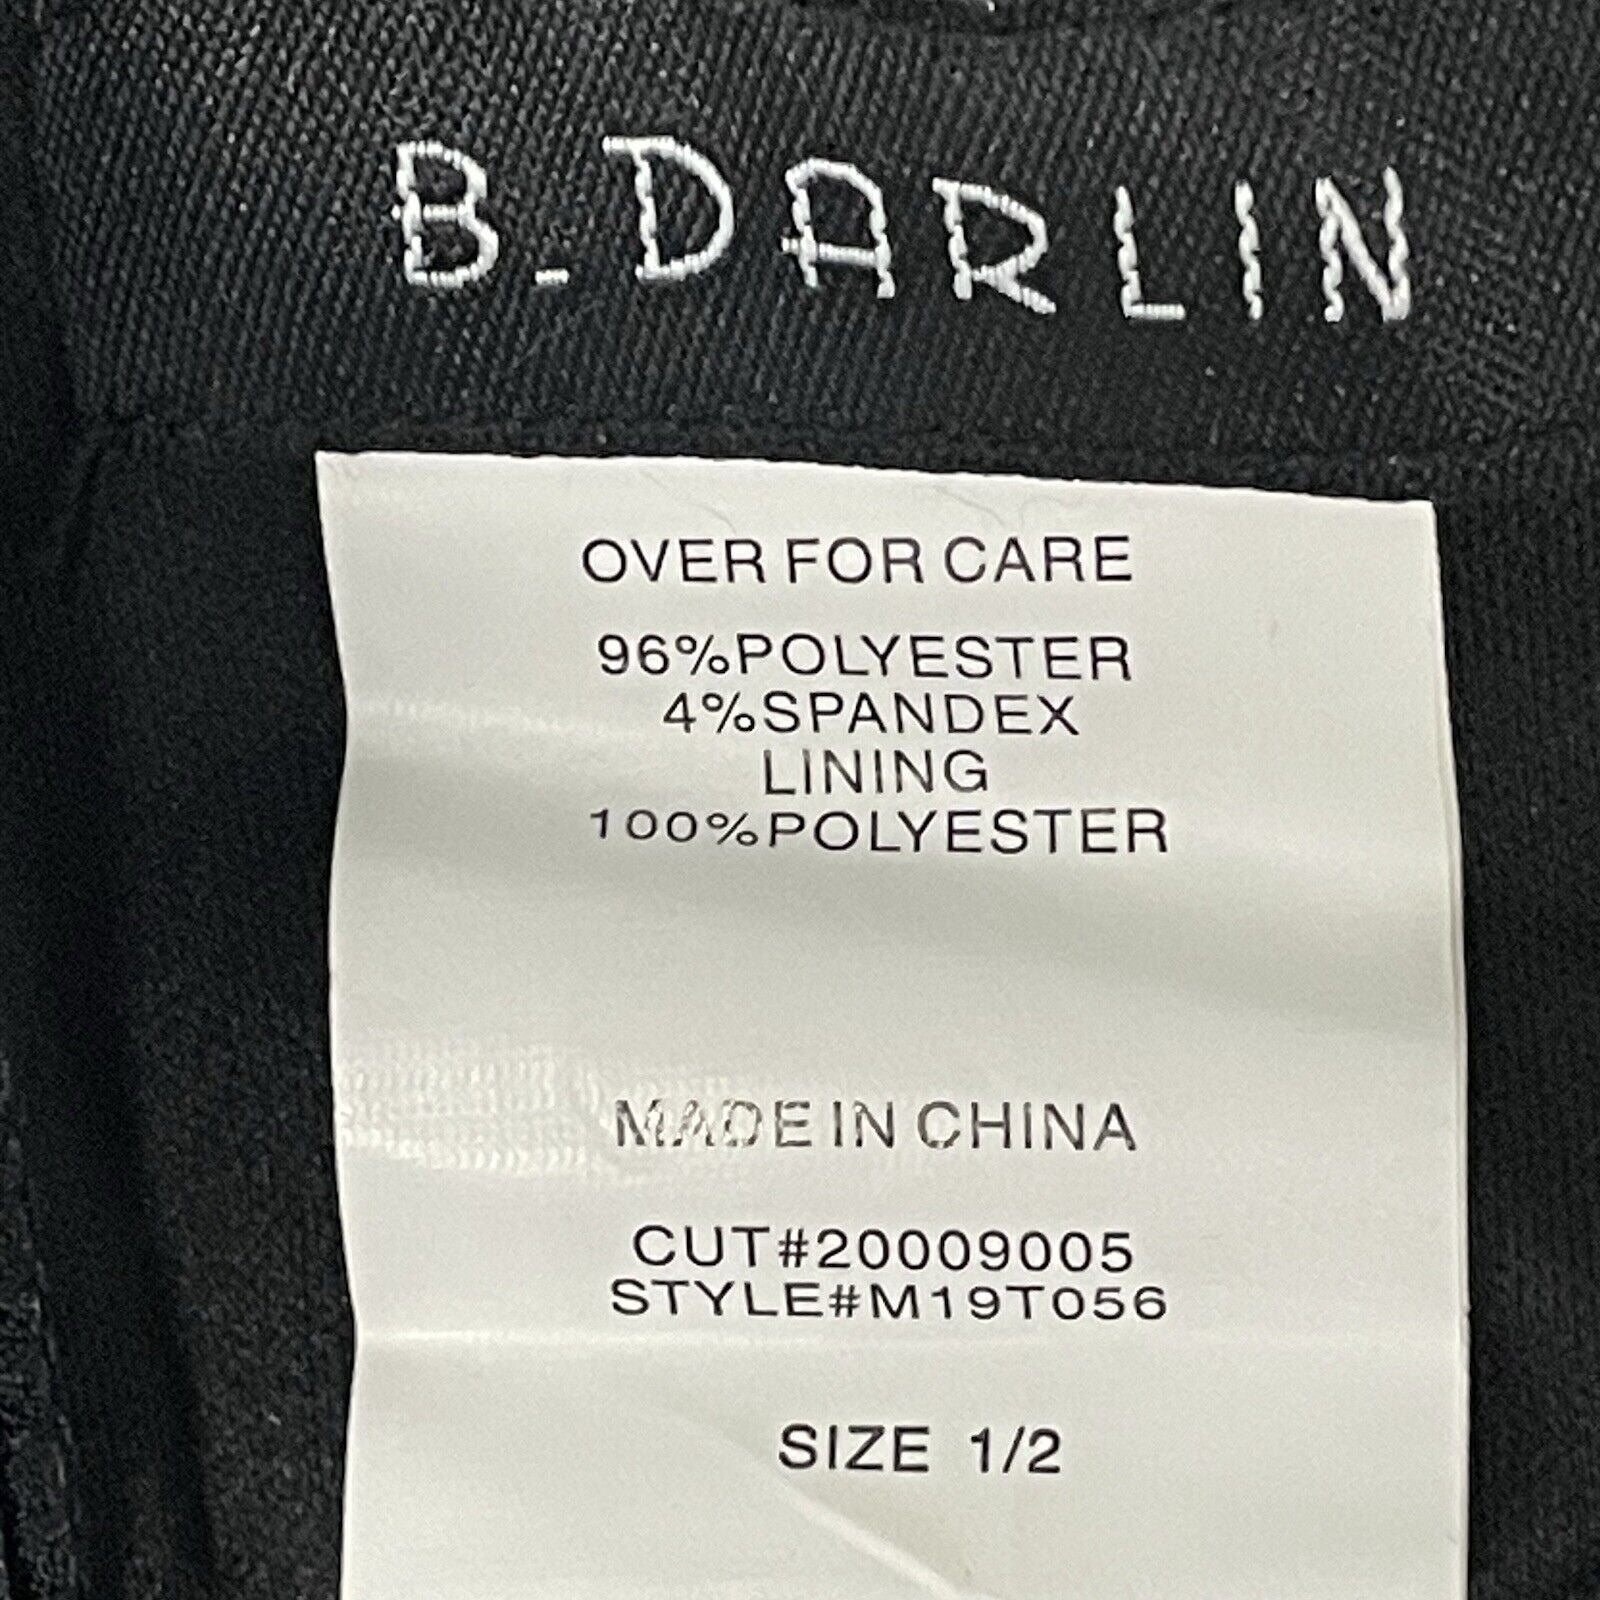 B. DARLIN
OVER FOR CARE
96%POLYESTER
4%SPANDEX
LINING
100%POLYESTER
MADE IN CHINA
CUT#20009005
STYLE#M19T056
SIZE 1/2